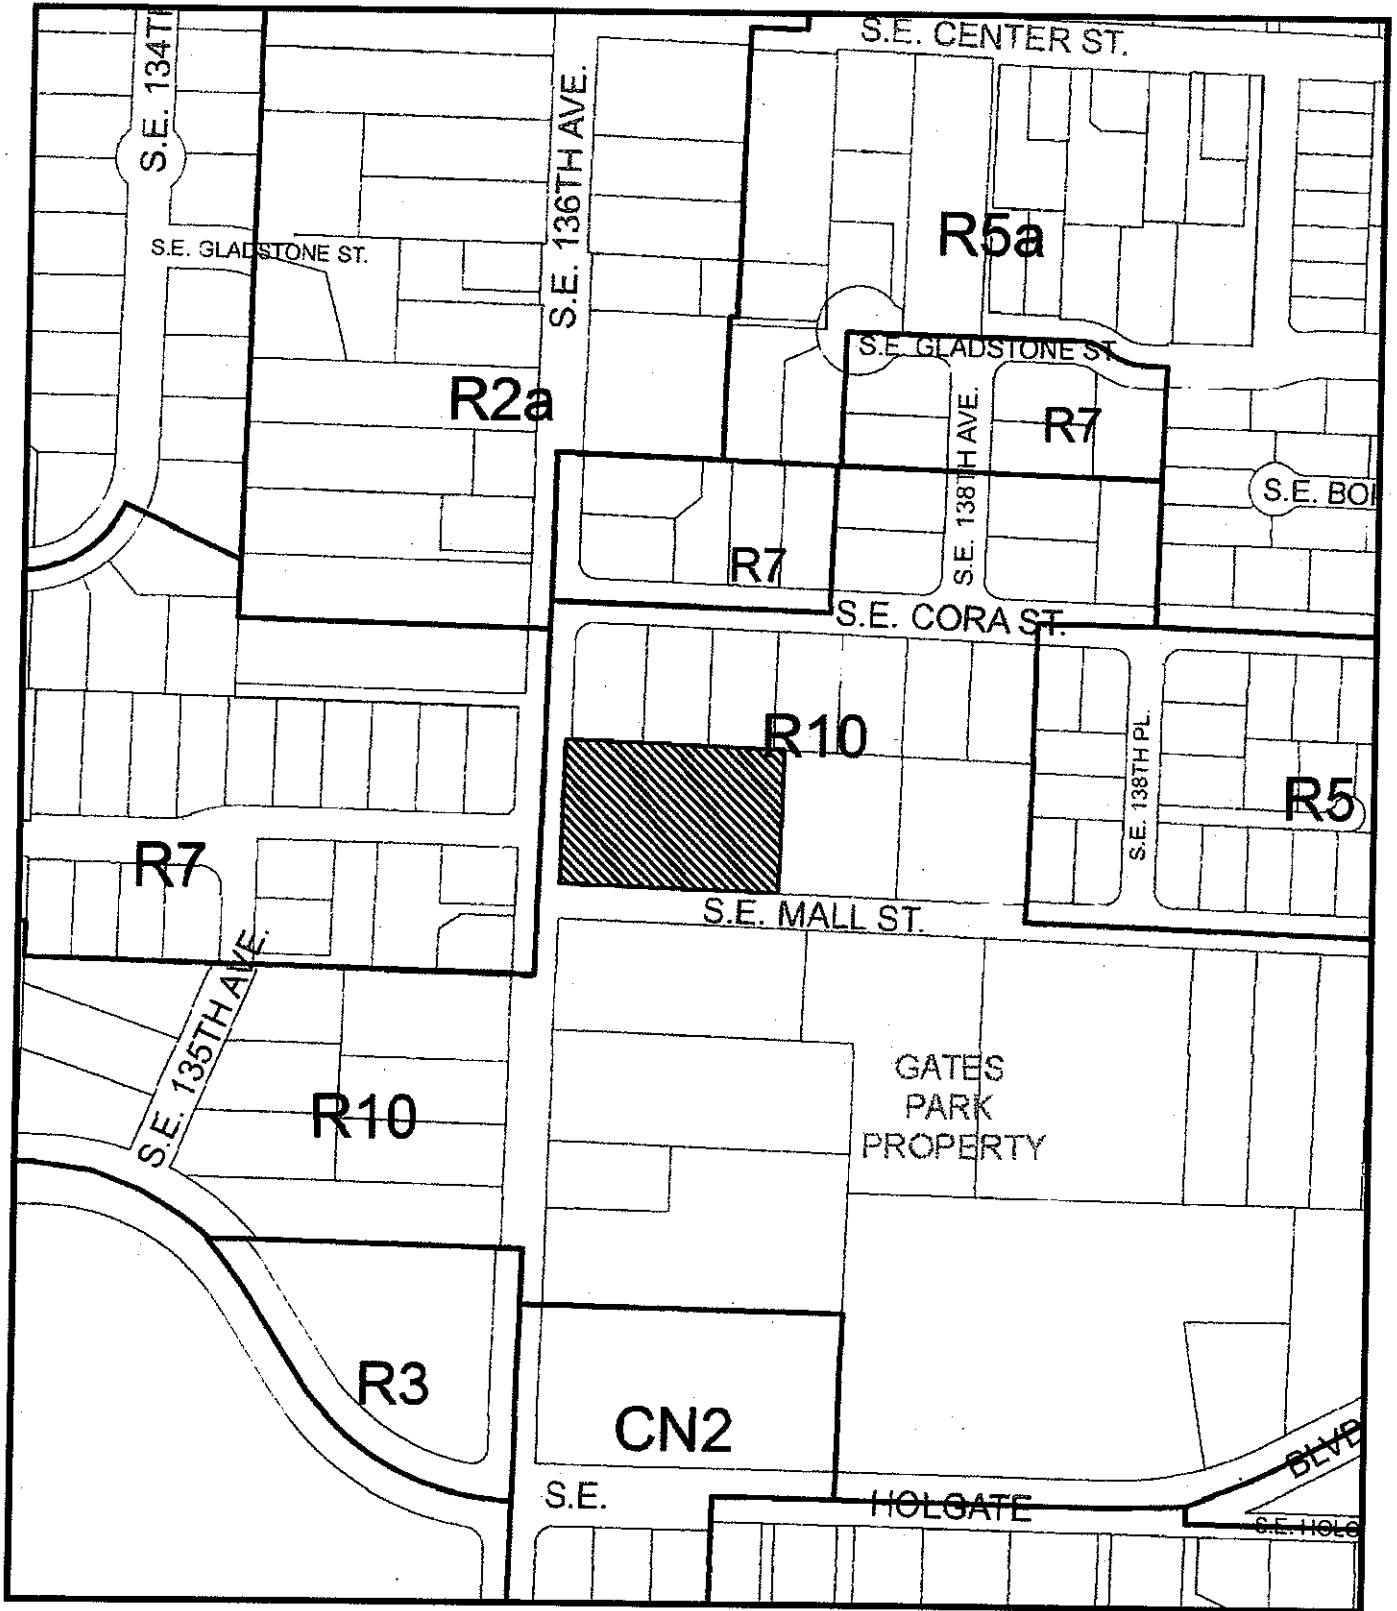 S.E. CENTER ST.
S.E. 134TH
S.E. 136TH AVE.
R5a
S.E. GLADSTONE ST.
S.E. GLADSTONE ST
R2a
S.E. 138TH AVE.
R7
S.E. BOI
R7
S.E. CORA ST.
R10
S.E. 138TH PL.
R5
R7
S.E. MALL ST.
S.E. 135TH AVE.
GATES
PARK
PROPERTY
R10
R3
CN2
BLVD
S.E.
HOLGATE
S.E. HOLG